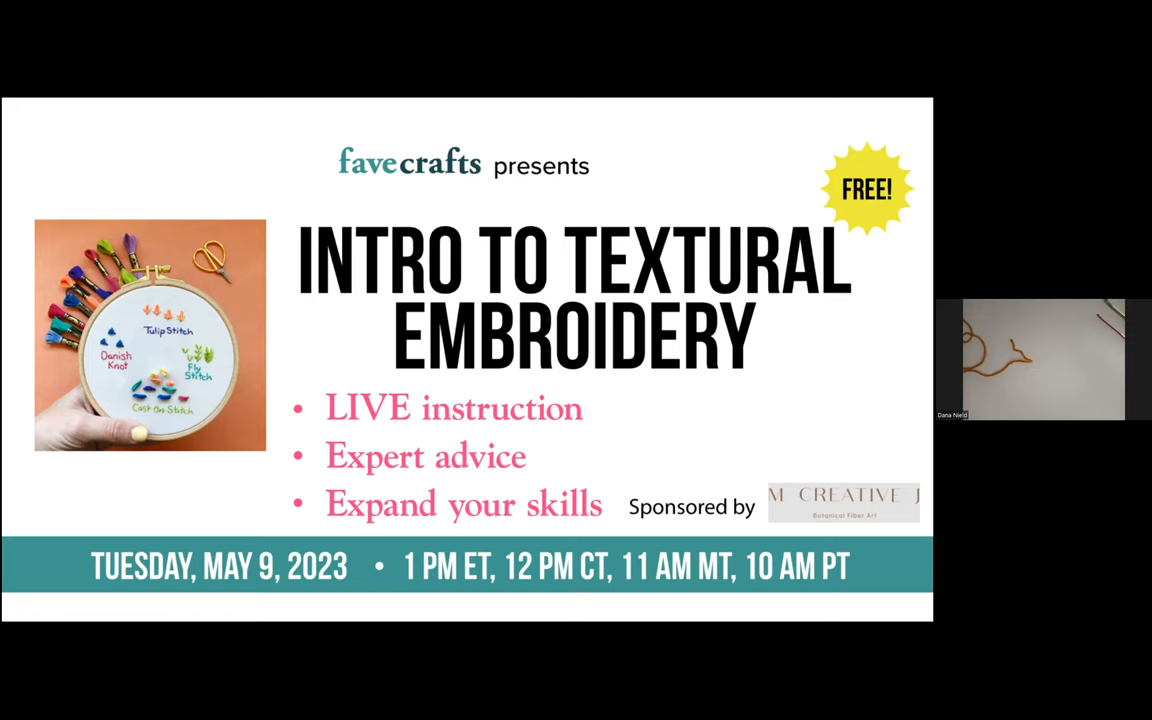 favecrafts presents
FREE!
INTRO TO TEXTURAL
EMBROIDERY
Tulip Stitch
Danish
Knot
Fly
Stitch
Cast On Stitch
• LIVE instruction
• Expert advice
• Expand your skills
Sponsored by
M CREATIVE J
Botanical Fiber Art
TUESDAY, MAY 9, 2023 • 1 PM ET, 12 PM CT, 11 AM MT, 10 AM PT
Dana Nield